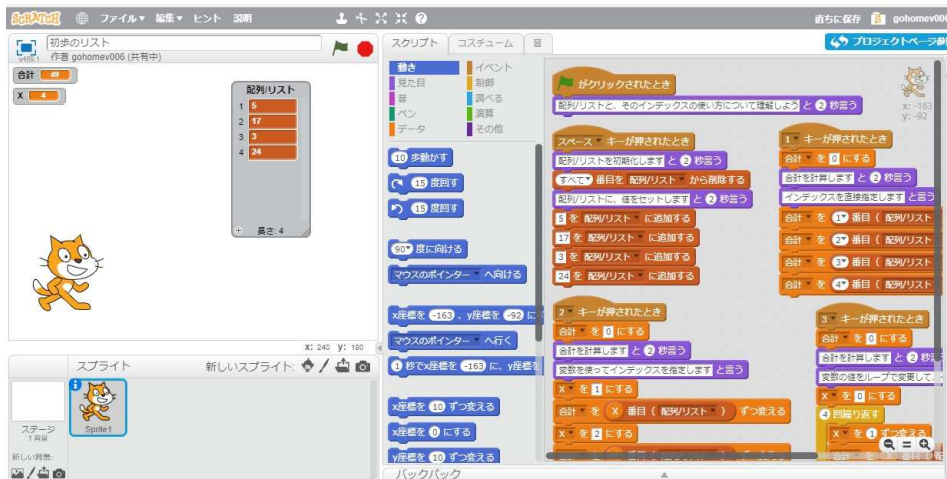 SCRATCH ファイル▼ 編集▼ ヒント 説明 直ちに保存 gohomev006
初歩のリスト
v456.1 作者 gohomev006 (共有中)
合計 49
X 4
配列/リスト
1 5
2 17
3 3
4 24
+ 長さ: 4
X: 240 y: 180
スプライト 新しいスプライト:
ステージ
1 背景
新しい背景:
Sprite1
スクリプト コスチューム 音
プロジェクトページ参
動き イベント
見た目 制御
音 調べる
ペン 演算
データ その他
10 歩動かす
15 度回す
15 度回す
90▼ 度に向ける
マウスのポインター へ向ける
x座標を -163 、y座標を -92 に
マウスのポインター へ行く
1 秒でx座標を -163 に、y座標を
x座標を 10 ずつ変える
x座標を 0 にする
y座標を 10 ずつ変える
がクリックされたとき
配列/リストと、そのインデックスの使い方について理解しよう と 2 秒言う
x: -163
y: -92
スペース キーが押されたとき
配列/リストを初期化します と 2 秒言う
すべて▼ 番目を 配列/リスト から削除する
配列/リストに、値をセットします と 2 秒言う
5 を 配列/リスト に追加する
17 を 配列/リスト に追加する
3 を 配列/リスト に追加する
24 を 配列/リスト に追加する
1 キーが押されたとき
合計 を 0 にする
合計を計算します と 2 秒言う
インデックスを直接指定します と言う
合計 を 1▼ 番目 ( 配列/リスト
合計 を 2▼ 番目 ( 配列/リスト
合計 を 3▼ 番目 ( 配列/リスト
合計 を 4▼ 番目 ( 配列/リスト
2 キーが押されたとき
合計 を 0 にする
合計を計算します と 2 秒言う
変数を使ってインデックスを指定します と言う
X を 1 にする
合計 を X 番目 ( 配列/リスト ) ずつ変える
X を 2 にする
3 キーが押されたとき
合計 を 0 にする
合計を計算します と 2 秒
変数の値をループで変更して
X を 0 にする
4 回繰り返す
X を 1 ずつ変える
バックパック